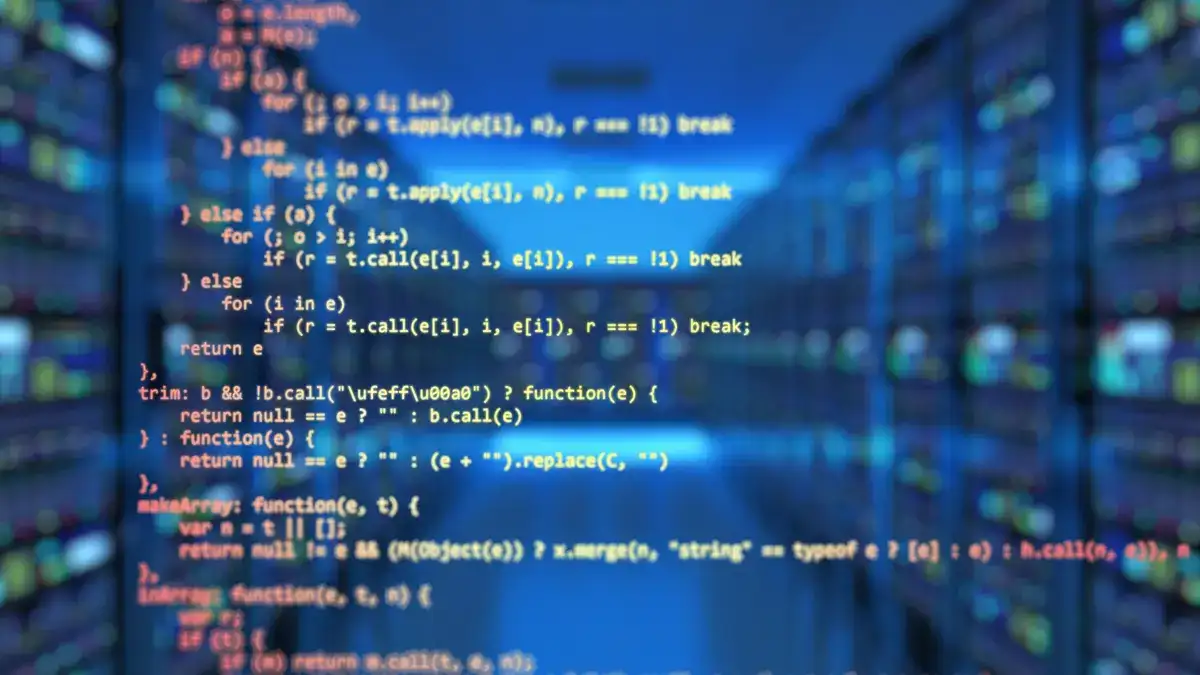 o = e.length,
a = M(e);
if (n) {
if (a) {
for (; o > i; i++)
if (r = t.apply(e[i], n), r === !1) break
} else
for (i in e)
if (r = t.apply(e[i], n), r === !1) break
} else if (a) {
for (; o > i; i++)
if (r = t.call(e[i], i, e[i]), r === !1) break
} else
for (i in e)
if (r = t.call(e[i], i, e[i]), r === !1) break;
return e
},
trim: b && !b.call("\ufeff\u00a0") ? function(e) {
return null == e ? "" : b.call(e)
} : function(e) {
return null == e ? "" : (e + "").replace(C, "")
},
makeArray: function(e, t) {
var n = t || [];
return null != e && (M(Object(e)) ? x.merge(n, "string" == typeof e ? [e] : e) : h.call(n, e)), n
},
inArray: function(e, t, n) {
var r;
if (t) {
if (m) return m.call(t, e, n);